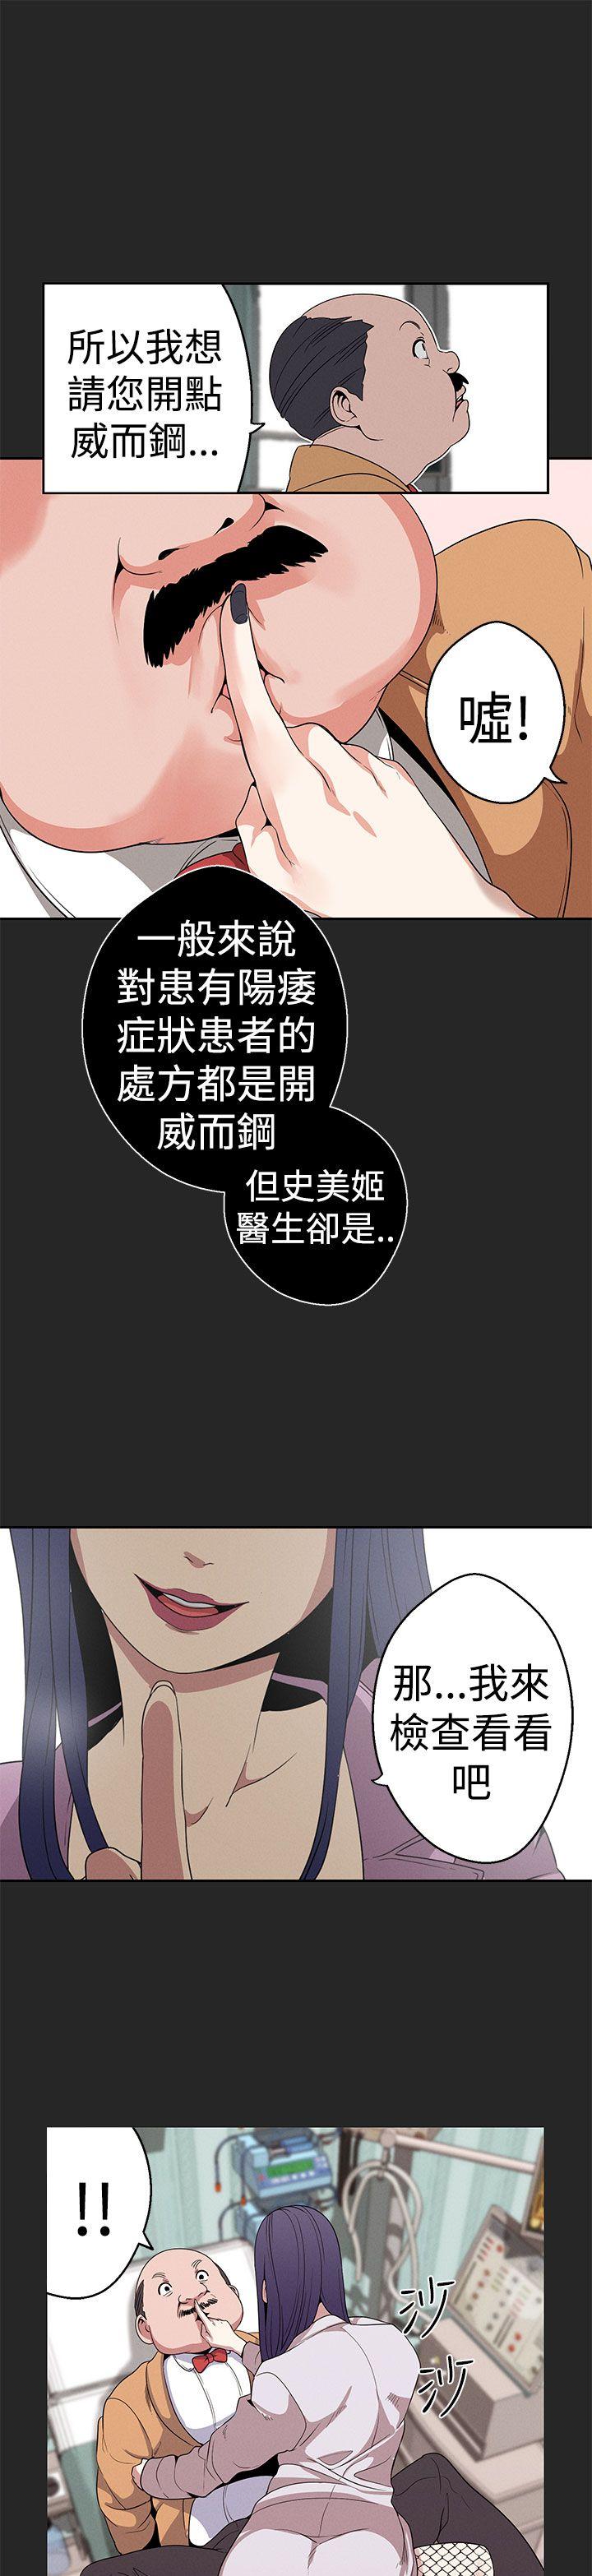 所以我想
請您開點
威而鋼...
噓!
一般來說
對患有陽痿
症狀患者的
處方都是開
威而鋼
但史美姬
醫生卻是..
那...我來
檢查看看
吧
!!
沙
沙